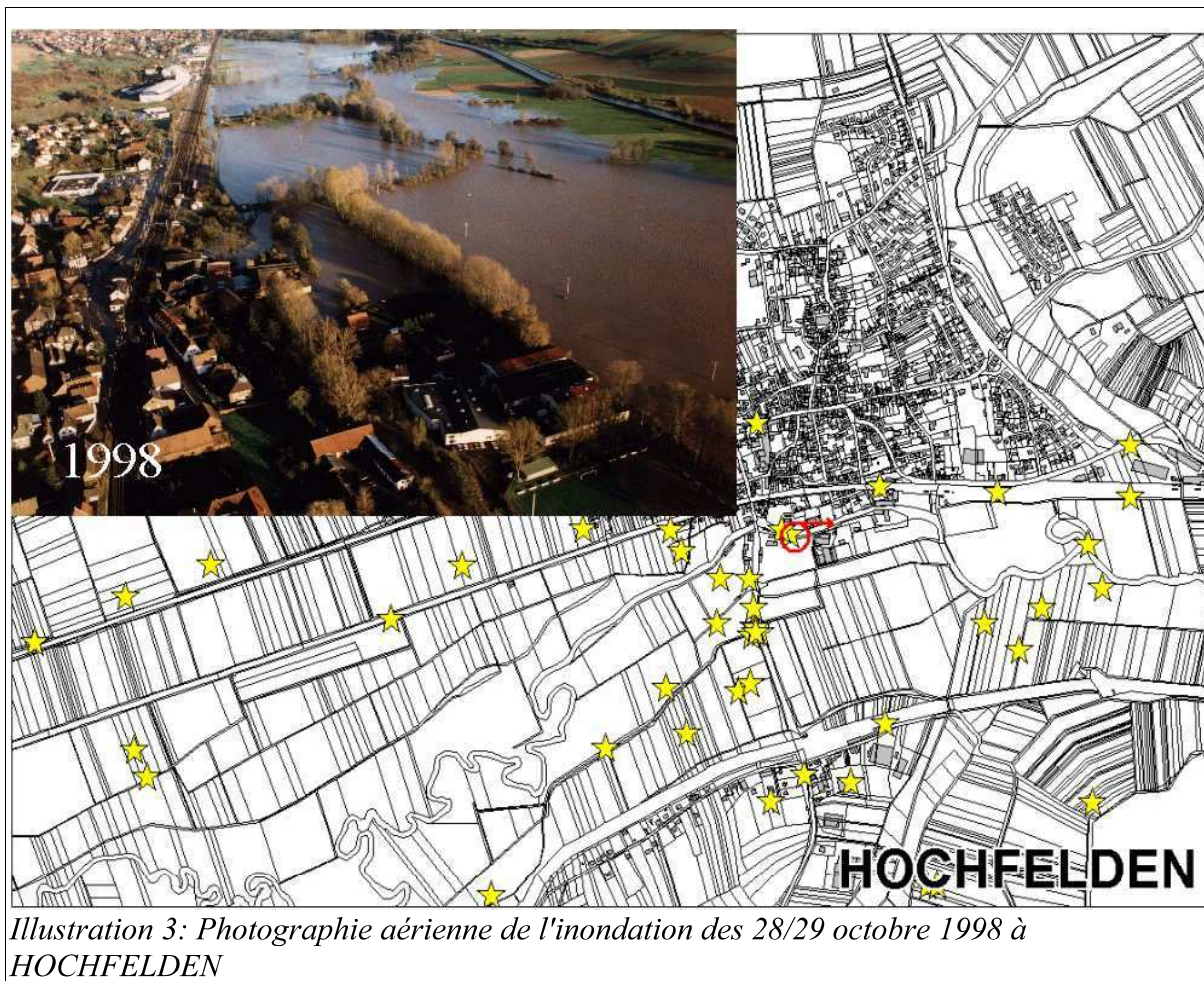 1998
HOCHFELDEN
Illustration 3: Photographie aérienne de l'inondation des 28/29 octobre 1998 à
HOCHFELDEN